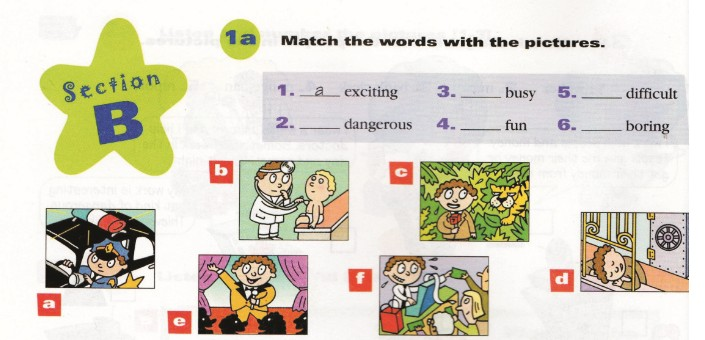 Section
B
1a Match the words with the pictures.
1. a exciting 3. ____ busy 5. ____ difficult
2. ____ dangerous 4. ____ fun 6. ____ boring
b
c
a
e
f
d